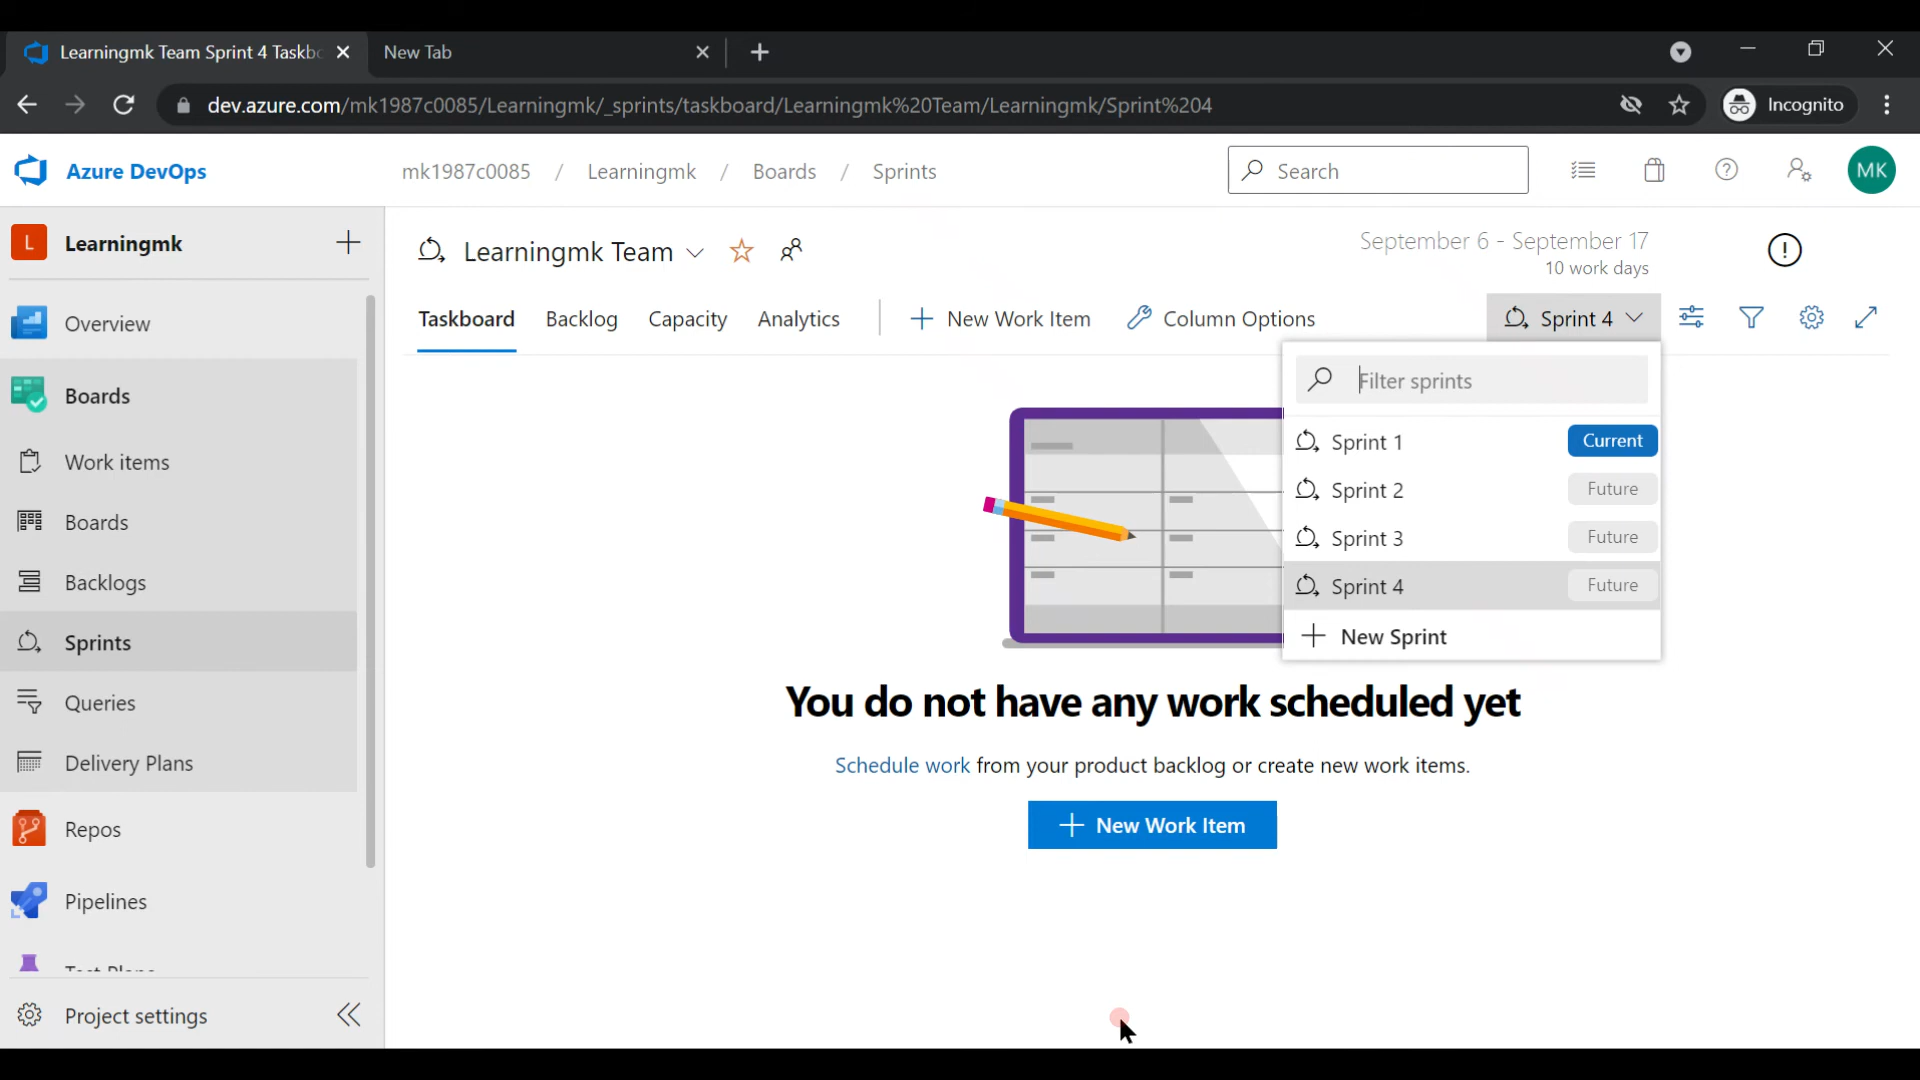 Learningmk Team Sprint 4 Taskbo
New Tab
dev.azure.com/mk1987c0085/Learningmk/_sprints/taskboard/Learningmk%20Team/Learningmk/Sprint%204
Incognito
Azure DevOps
mk1987c0085 / Learningmk / Boards / Sprints
Search
MK
L Learningmk
Learningmk Team
September 6 - September 17
10 work days
Overview
Taskboard Backlog Capacity Analytics New Work Item Column Options Sprint 4
Boards
Filter sprints
Work items
Sprint 1 Current
Boards
Sprint 2 Future
Sprint 3 Future
Backlogs
Sprint 4 Future
Sprints
New Sprint
Queries
You do not have any work scheduled yet
Delivery Plans
Schedule work from your product backlog or create new work items.
Repos
New Work Item
Pipelines
Test Plans
Project settings